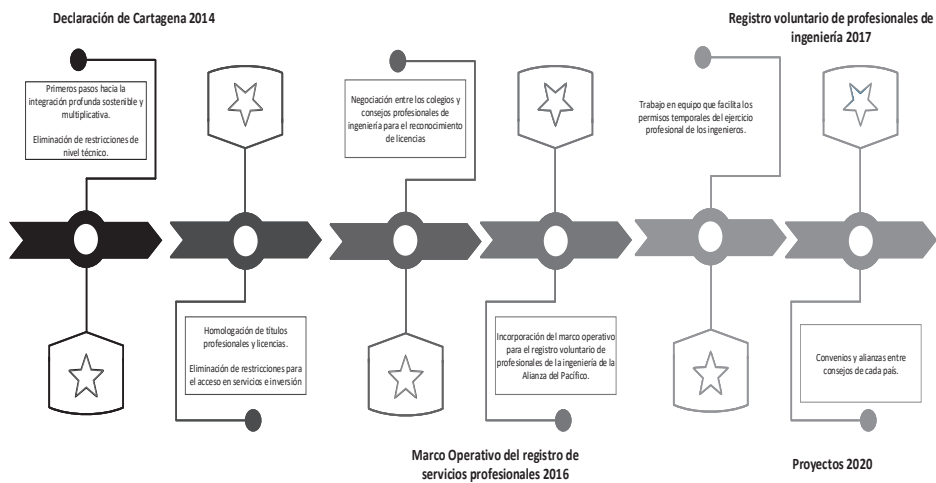 Declaración de Cartagena 2014
Primeros pasos hacia la
integración profunda sostenible y
multiplicativa.
Eliminación de restricciones de
nivel técnico.
Homologación de títulos
profesionales y licencias.
Eliminación de restricciones para
el acceso en servicios e inversión
Negociación entre los colegios y
consejos profesionales de
ingeniería para el reconocimiento
de licencias
Incorporación del marco operativo
para el registro voluntario de
profesionales de la ingeniería de la
Alianza del Pacífico.
Marco Operativo del registro de
servicios profesionales 2016
Registro voluntario de profesionales de
ingeniería 2017
Trabajo en equipo que facilita los
permisos temporales del ejercicio
profesional de los ingenieros.
Convenios y alianzas entre
consejos de cada país.
Proyectos 2020